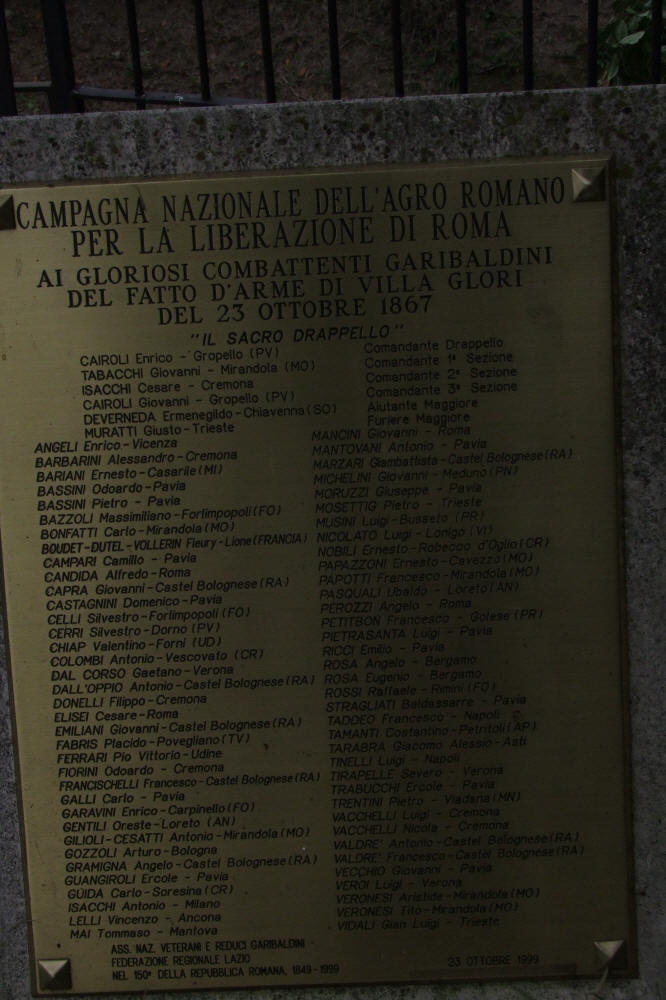 CAMPAGNA NAZIONALE DELL'AGRO ROMANO
PER LA LIBERAZIONE DI ROMA
AI GLORIOSI COMBATTENTI GARIBALDINI
DEL FATTO D'ARME DI VILLA GLORI
DEL 23 OTTOBRE 1867
"IL SACRO DRAPPELLO"
CAIROLI Enrico - Gropello (PV) Comandante Drappello
TABACCHI Giovanni - Mirandola (MO) Comandante 1ª Sezione
ISACCHI Cesare - Cremona Comandante 2ª Sezione
CAIROLI Giovanni - Gropello (PV) Comandante 3ª Sezione
DEVERNEDA Ermenegildo - Chiavenna (SO) Aiutante Maggiore
MURATTI Giusto - Trieste Furiere Maggiore
ANGELI Enrico - Vicenza
BARBARINI Alessandro - Cremona
BARIANI Ernesto - Casarile (MI)
BASSINI Odoardo - Pavia
BASSINI Pietro - Pavia
BAZZOLI Massimiliano - Forlimpopoli (FO)
BONFATTI Carlo - Mirandola (MO)
BOUDET-DUTEL-VOLLERIN Fleury - Lione (FRANCIA)
CAMPARI Camillo - Pavia
CANDIDA Alfredo - Roma
CAPRA Giovanni - Castel Bolognese (RA)
CASTAGNINI Domenico - Pavia
CELLI Silvestro - Forlimpopoli (FO)
CERRI Silvestro - Dorno (PV)
CHIAP Valentino - Forni (UD)
COLOMBI Antonio - Vescovato (CR)
DAL CORSO Gaetano - Verona
DALL'OPPIO Antonio - Castel Bolognese (RA)
DONELLI Filippo - Cremona
ELISEI Cesare - Roma
EMILIANI Giovanni - Castel Bolognese (RA)
FABRIS Placido - Povegliano (TV)
FERRARI Pio Vittorio - Udine
FIORINI Odoardo - Cremona
FRANCISCHELLI Francesco - Castel Bolognese (RA)
GALLI Carlo - Pavia
GARAVINI Enrico - Carpinello (FO)
GENTILI Oreste - Loreto (AN)
GILIOLI-CESATTI Antonio - Mirandola (MO)
GOZZOLI Arturo - Bologna
GRAMIGNA Angelo - Castel Bolognese (RA)
GUANGIROLI Ercole - Pavia
GUIDA Carlo - Soresina (CR)
ISACCHI Antonio - Milano
LELLI Vincenzo - Ancona
MAI Tommaso - Mantova
MANCINI Giovanni - Roma
MANTOVANI Antonio - Pavia
MARZARI Giambattista - Castel Bolognese (RA)
MICHELINI Giovanni - Meduno (PN)
MORUZZI Giuseppe - Pavia
MOSETTIG Pietro - Trieste
MUSINI Luigi - Busseto (PR)
NICOLATO Luigi - Lonigo (VI)
NOBILI Ernesto - Robecco d'Oglio (CR)
PAPAZZONI Ernesto - Cavezzo (MO)
PAPOTTI Francesco - Mirandola (MO)
PASQUALI Ubaldo - Loreto (AN)
PEROZZI Angelo - Roma
PETITBON Francesco - Golese (PR)
PIETRASANTA Luigi - Pavia
RICCI Emilio - Pavia
ROSA Angelo - Bergamo
ROSA Eugenio - Bergamo
ROSSI Raffaele - Rimini (FO)
STRAGLIATI Baldassarre - Pavia
TADDEO Francesco - Napoli
TAMANTI Costantino - Petritoli (AP)
TARABRA Giacomo Alessio - Asti
TINELLI Luigi - Napoli
TIRAPELLE Severo - Verona
TRABUCCHI Ercole - Pavia
TRENTINI Pietro - Viadana (MN)
VACCHELLI Luigi - Cremona
VACCHELLI Nicola - Cremona
VALDRE' Antonio - Castel Bolognese (RA)
VALDRE' Francesco - Castel Bolognese (RA)
VECCHIO Giovanni - Pavia
VEROI Luigi - Verona
VERONESI Aristide - Mirandola (MO)
VERONESI Tito - Mirandola (MO)
VIDALI Gian Luigi - Trieste
ASS. NAZ. VETERANI E REDUCI GARIBALDINI
FEDERAZIONE REGIONALE LAZIO
NEL 150º DELLA REPUBBLICA ROMANA, 1849-1999
23 OTTOBRE 1999